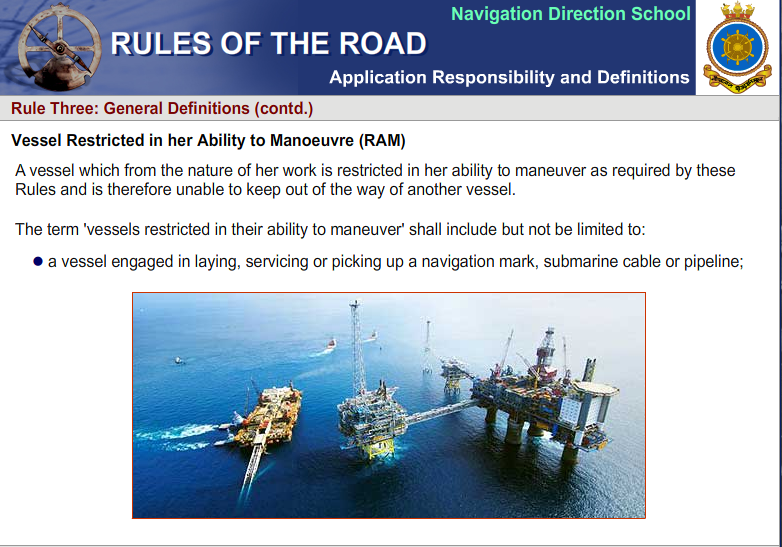 Navigation Direction School
RULES OF THE ROAD
Application Responsibility and Definitions
Rule Three: General Definitions (contd.)
Vessel Restricted in her Ability to Manoeuvre (RAM)
A vessel which from the nature of her work is restricted in her ability to maneuver as required by these
Rules and is therefore unable to keep out of the way of another vessel.
The term 'vessels restricted in their ability to maneuver' shall include but not be limited to:
● a vessel engaged in laying, servicing or picking up a navigation mark, submarine cable or pipeline;